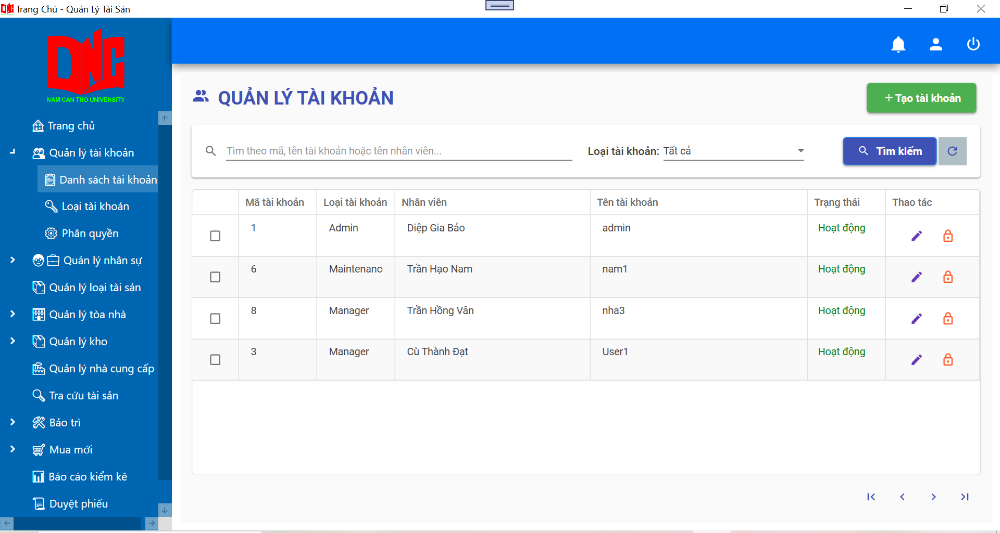 Trang Chủ - Quản Lý Tài Sản
DNC
NAM CAN THO UNIVERSITY
Trang chủ
Quản lý tài khoản
Danh sách tài khoản
Loại tài khoản
Phân quyền
Quản lý nhân sự
Quản lý loại tài sản
Quản lý tòa nhà
Quản lý kho
Quản lý nhà cung cấp
Tra cứu tài sản
Bảo trì
Mua mới
Báo cáo kiểm kê
Duyệt phiếu
QUẢN LÝ TÀI KHOẢN
+ Tạo tài khoản
Tìm theo mã, tên tài khoản hoặc tên nhân viên...
Loại tài khoản: Tất cả
Tìm kiếm
Mã tài khoản Loại tài khoản Nhân viên Tên tài khoản Trạng thái Thao tác
1 Admin Diệp Gia Bảo admin Hoạt động
6 Maintenanc Trần Hạo Nam nam1 Hoạt động
8 Manager Trần Hồng Vân nha3 Hoạt động
3 Manager Cù Thành Đạt User1 Hoạt động